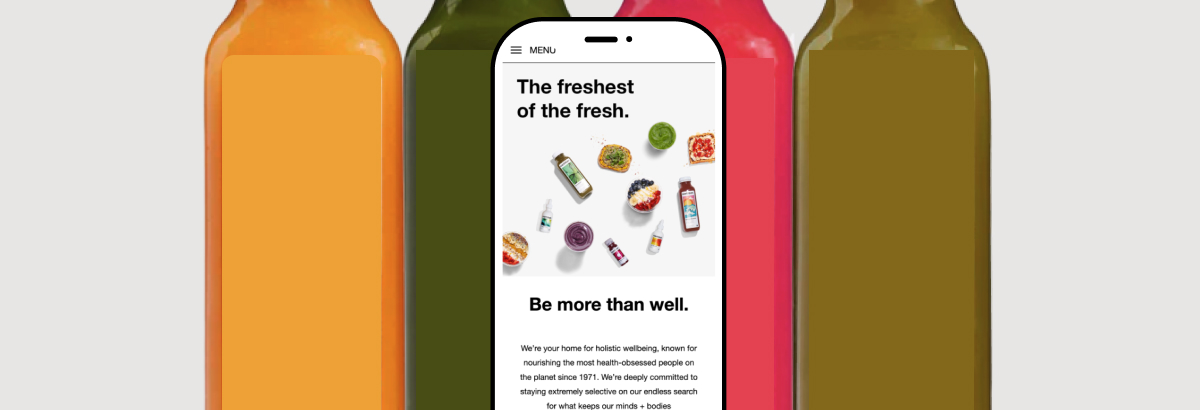 MENU
The freshest
of the fresh.
Be more than well.
We're your home for holistic wellbeing, known for
nourishing the most health-obsessed people on
the planet since 1971. We're deeply committed to
staying extremely selective on our endless search
for what keeps our minds + bodies